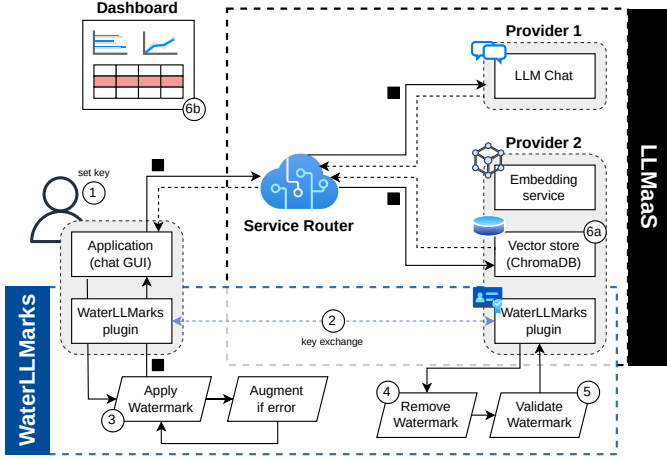 Dashboard
6b
Provider 1
LLM Chat
Provider 2
Embedding
service
6a
Vector store
(ChromaDB)
WaterLLMarks
plugin
LLMaaS
Service Router
set key
1
Application
(chat GUI)
WaterLLMarks
plugin
2
key exchange
WaterLLMarks
3
Apply
Watermark
Augment
if error
4
Remove
Watermark
5
Validate
Watermark